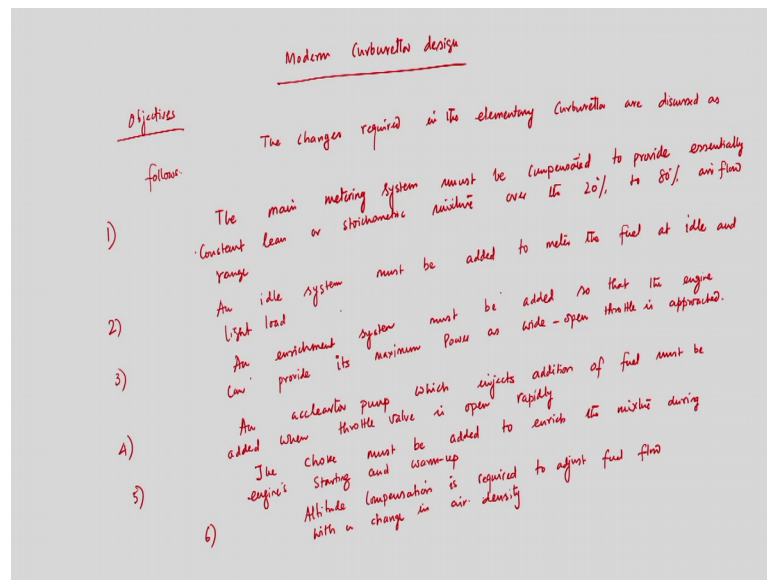 Modern Curburettor design
Objectives
The changes required in the elementary Curburettor are discussed as
follows.
1) The main metering system must be Compensated to provide essentially
Constant lean or stoichometric mixture over the 20% to 80% air flow
range
2) An idle system must be added to meter the fuel at idle and
light load
3) An enrichment system must be added so that the engine
Can provide its maximum Power as wide-open throttle is approached.
4) An accleartor pump which injects addition of fuel must be
added when throttle Valve is open rapidly
5) The choke must be added to enrich the mixture during
engine's Starting and warm-up
6) Altitude Compensation is required to adjust fuel flow
with a change in air density